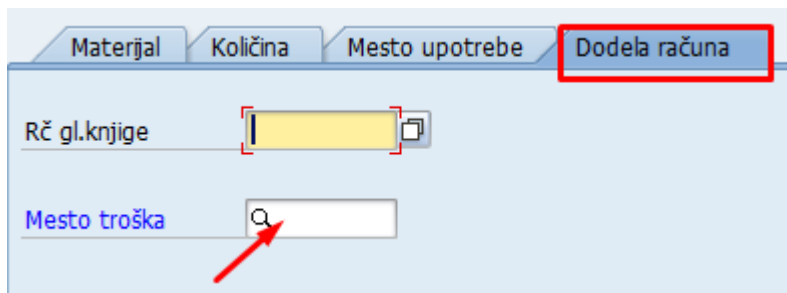 Materijal Količina Mesto upotrebe Dodela računa
Rč gl.knjige
Mesto troška